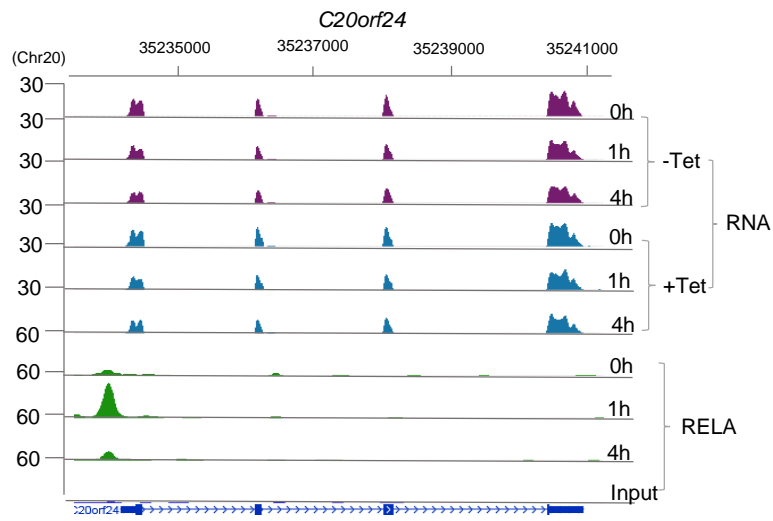 C20orf24
35235000 35237000 35239000 35241000
(Chr20)
30
30 0h
30 1h
-Tet
30 4h
RNA
30 0h
30 1h
+Tet
60 4h
60 0h
60 1h
RELA
60 4h
Input
C20orf24